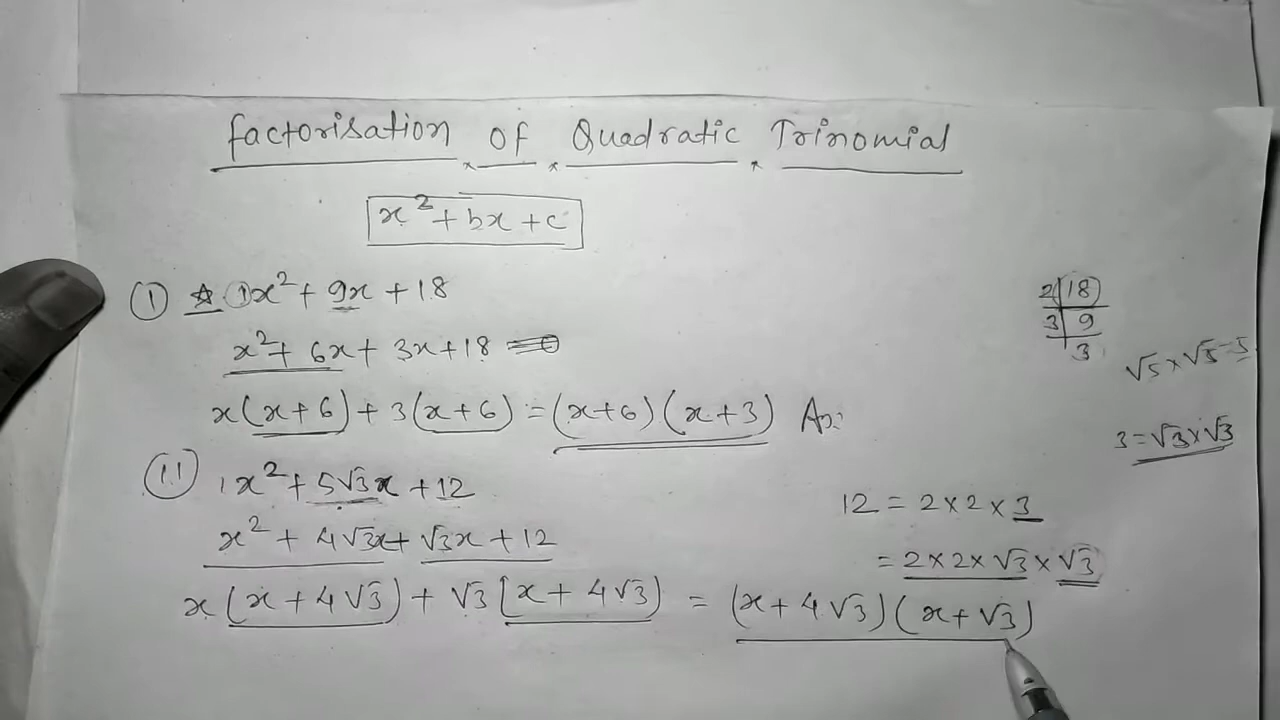 Factorisation of Quadratic Trinomial
x² + bx + c
(1) ☆ 1x² + 9x + 18
x² + 6x + 3x + 18
x(x+6) + 3(x+6) = (x+6)(x+3) Ans
(11) 1x² + 5√3x + 12
x² + 4√3x + √3x + 12
x(x + 4√3) + √3[x + 4√3) = (x + 4√3)(x + √3)
2|18
3|9
3
√5 × √5 = 5
3 = √3 × √3
12 = 2 × 2 × 3
= 2 × 2 × √3 × √3